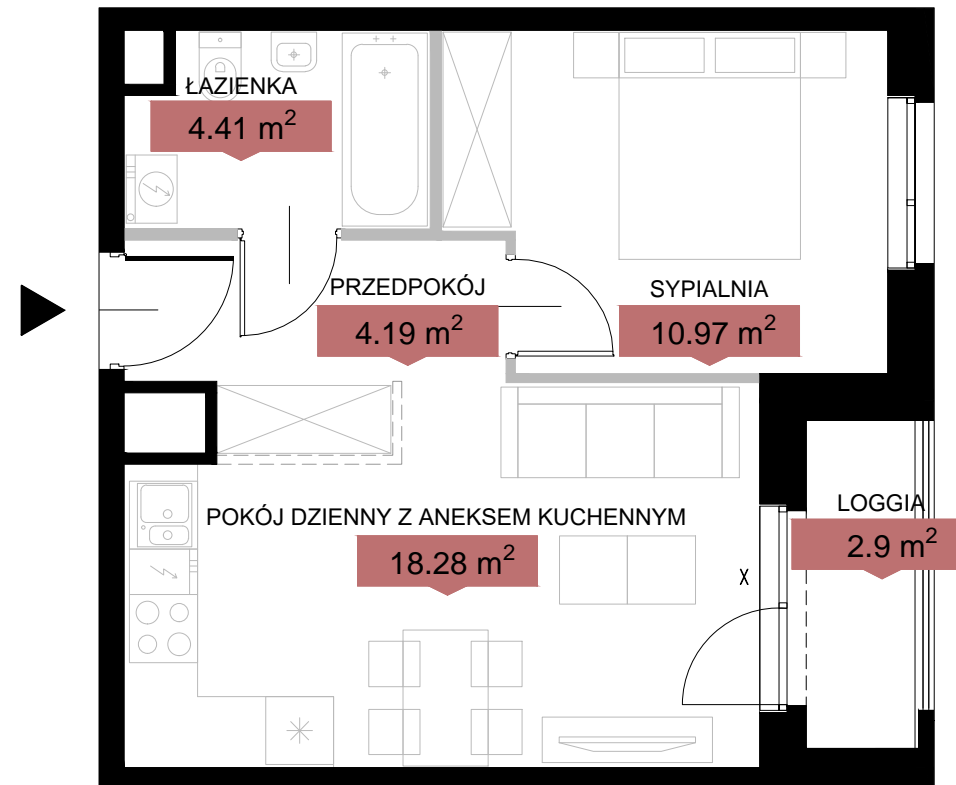 ŁAZIENKA
4.41 m²
PRZEDPOKÓJ
4.19 m²
SYPIALNIA
10.97 m²
POKÓJ DZIENNY Z ANEKSEM KUCHENNYM
18.28 m²
LOGGIA
2.9 m²
X